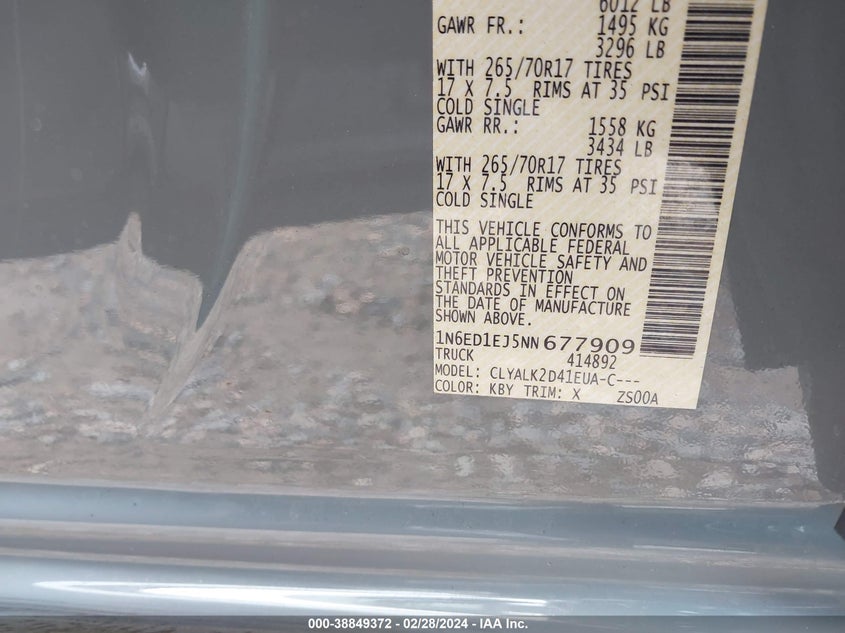 6012 LB
GAWR FR.: 1495 KG
3296 LB
WITH 265/70R17 TIRES
17 X 7.5 RIMS AT 35 PSI
COLD SINGLE
GAWR RR.: 1558 KG
3434 LB
WITH 265/70R17 TIRES
17 X 7.5 RIMS AT 35 PSI
COLD SINGLE
THIS VEHICLE CONFORMS TO
ALL APPLICABLE FEDERAL
MOTOR VEHICLE SAFETY AND
THEFT PREVENTION
STANDARDS IN EFFECT ON
THE DATE OF MANUFACTURE
SHOWN ABOVE.
1N6ED1EJ5NN677909
TRUCK 414892
MODEL: CLYALK2D41EUA-C---
COLOR: KBY TRIM: X ZS00A
000-38849372 - 02/28/2024 - IAA Inc.